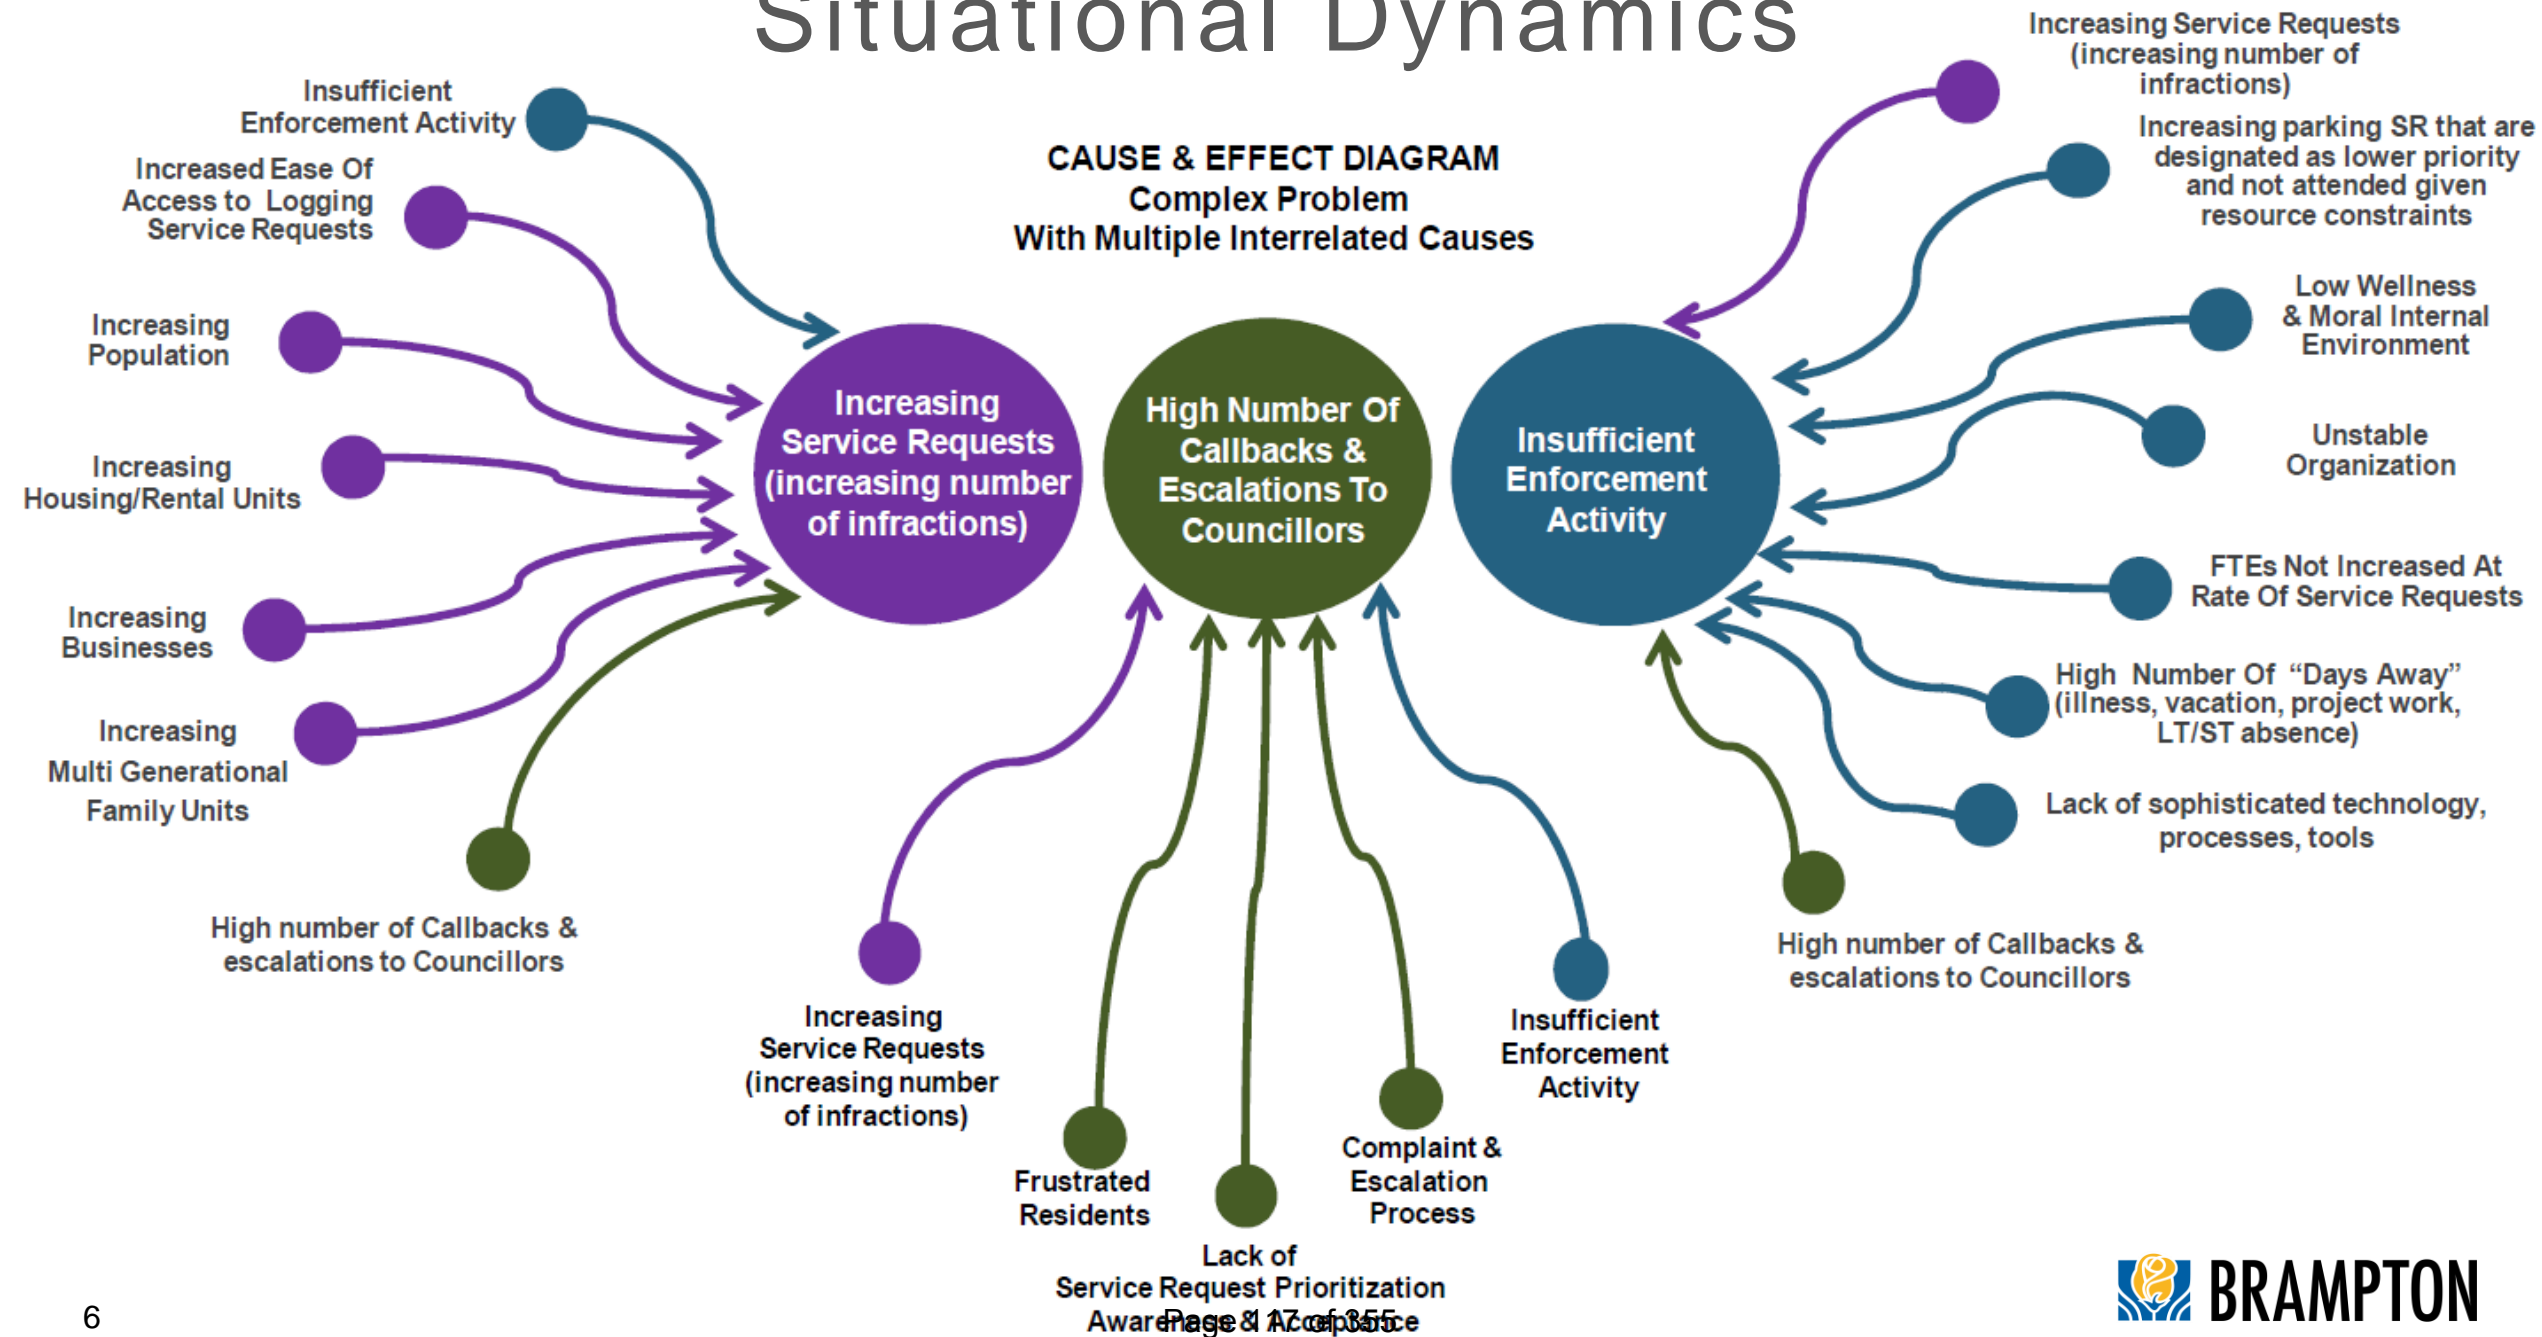 Situational Dynamics
CAUSE & EFFECT DIAGRAM
Complex Problem
With Multiple Interrelated Causes
Insufficient
Enforcement Activity
Increased Ease Of
Access to Logging
Service Requests
Increasing
Population
Increasing
Housing/Rental Units
Increasing
Businesses
Increasing
Multi Generational
Family Units
High number of Callbacks &
escalations to Councillors
Increasing
Service Requests
(increasing number
of infractions)
High Number Of
Callbacks &
Escalations To
Councillors
Insufficient
Enforcement
Activity
Increasing
Service Requests
(increasing number
of infractions)
Frustrated
Residents
Lack of
Service Request Prioritization
Awareness & Acceptance
Complaint &
Escalation
Process
Insufficient
Enforcement
Activity
Increasing Service Requests
(increasing number of
infractions)
Increasing parking SR that are
designated as lower priority
and not attended given
resource constraints
Low Wellness
& Moral Internal
Environment
Unstable
Organization
FTEs Not Increased At
Rate Of Service Requests
High Number Of “Days Away”
(illness, vacation, project work,
LT/ST absence)
Lack of sophisticated technology,
processes, tools
High number of Callbacks &
escalations to Councillors
6
Page 117 of 355
BRAMPTON